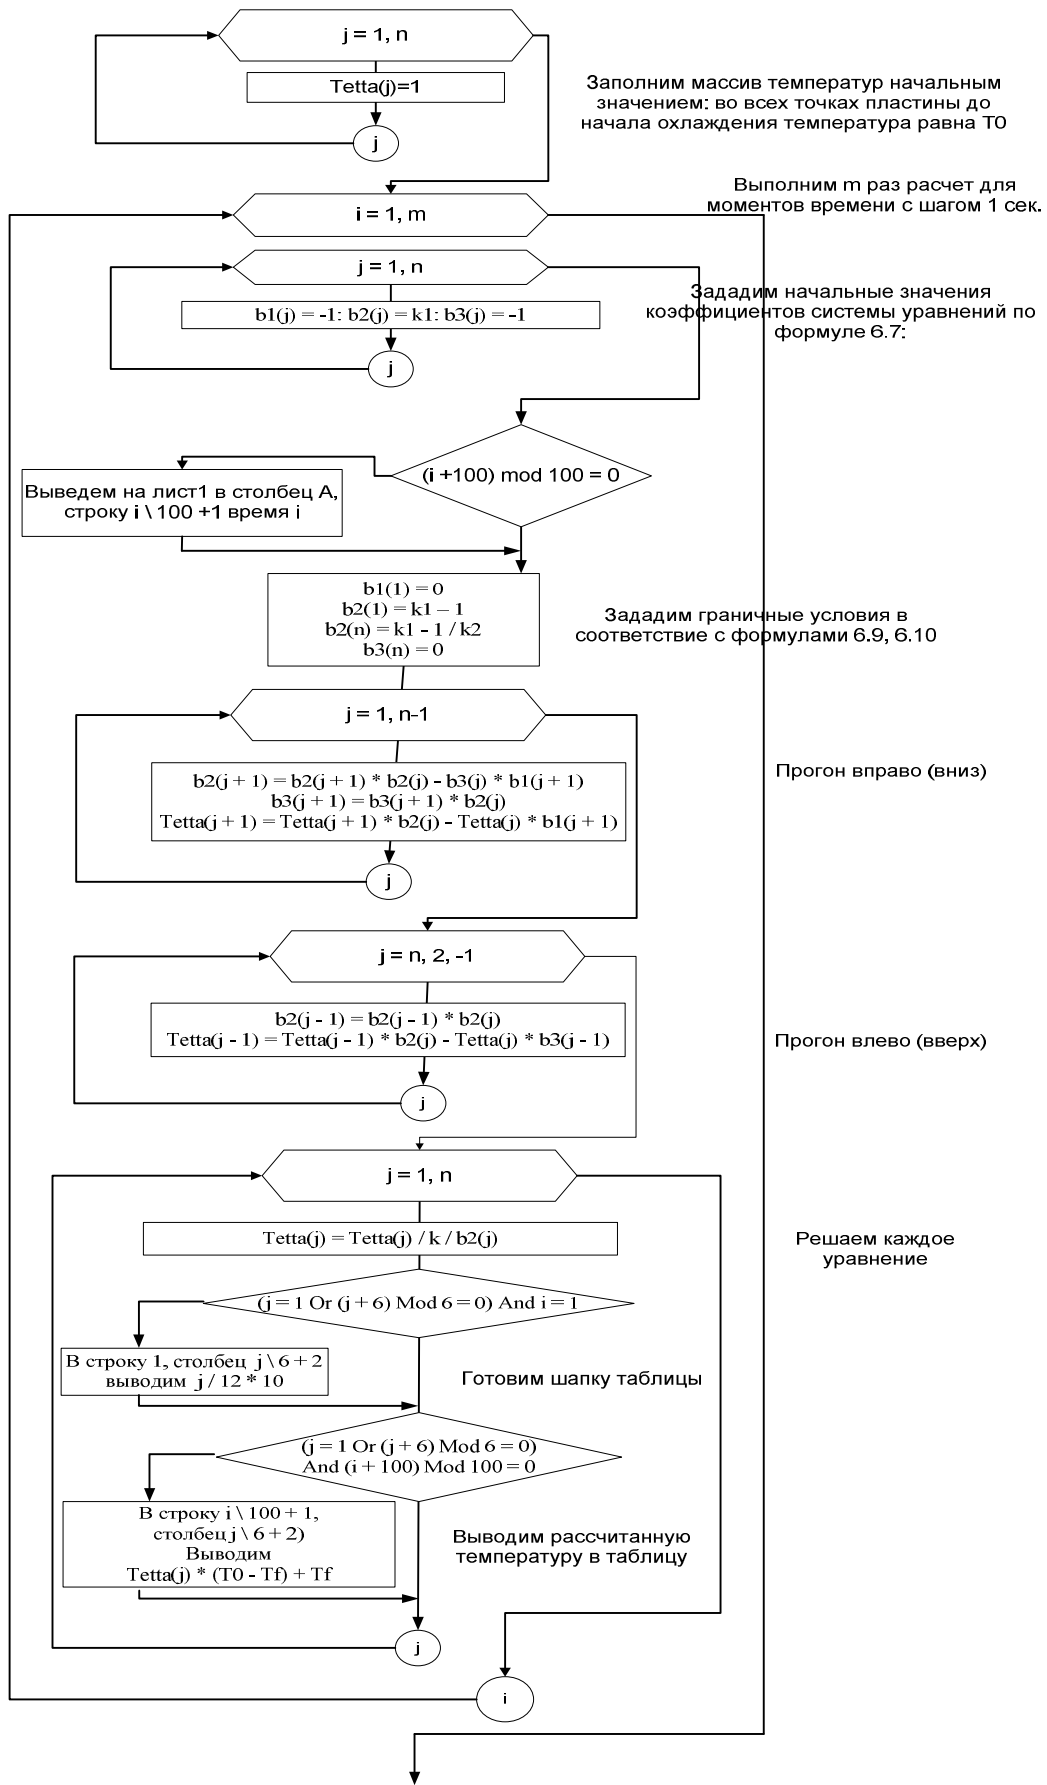 j = 1, n
Tetta(j)=1
j
Заполним массив температур начальным
значением: во всех точках пластины до
начала охлаждения температура равна T0
Выполним m раз расчет для
моментов времени с шагом 1 сек.
i = 1, m
j = 1, n
b1(j) = -1: b2(j) = k1: b3(j) = -1
j
Зададим начальные значения
коэффициентов системы уравнений по
формуле 6.7:
(i +100) mod 100 = 0
Выведем на лист1 в столбец А,
строку i \ 100 +1 время i
b1(1) = 0
b2(1) = k1 – 1
b2(n) = k1 - 1 / k2
b3(n) = 0
Зададим граничные условия в
соответствие с формулами 6.9, 6.10
j = 1, n-1
b2(j + 1) = b2(j + 1) * b2(j) - b3(j) * b1(j + 1)
b3(j + 1) = b3(j + 1) * b2(j)
Tetta(j + 1) = Tetta(j + 1) * b2(j) - Tetta(j) * b1(j + 1)
j
Прогон вправо (вниз)
j = n, 2, -1
b2(j - 1) = b2(j - 1) * b2(j)
Tetta(j - 1) = Tetta(j - 1) * b2(j) - Tetta(j) * b3(j - 1)
j
Прогон влево (вверх)
j = 1, n
Tetta(j) = Tetta(j) / k / b2(j)
Решаем каждое
уравнение
(j = 1 Or (j + 6) Mod 6 = 0) And i = 1
В строку 1, столбец j \ 6 + 2
выводим j / 12 * 10
Готовим шапку таблицы
(j = 1 Or (j + 6) Mod 6 = 0)
And (i + 100) Mod 100 = 0
В строку i \ 100 + 1,
столбец j \ 6 + 2)
Выводим
Tetta(j) * (T0 - Tf) + Tf
Выводим рассчитанную
температуру в таблицу
j
i